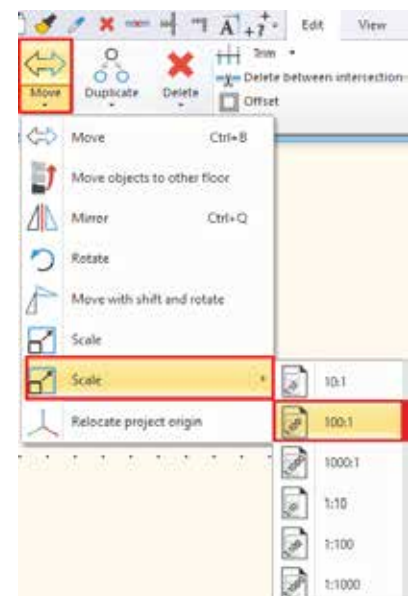 Edit View
Move Duplicate Delete Trim
Delete between intersection
Offset
Move Ctrl+B
Move objects to other floor
Mirror Ctrl+Q
Rotate
Move with shift and rotate
Scale
Scale
10:1
Relocate project origin
100:1
1000:1
1:10
1:100
1:1000